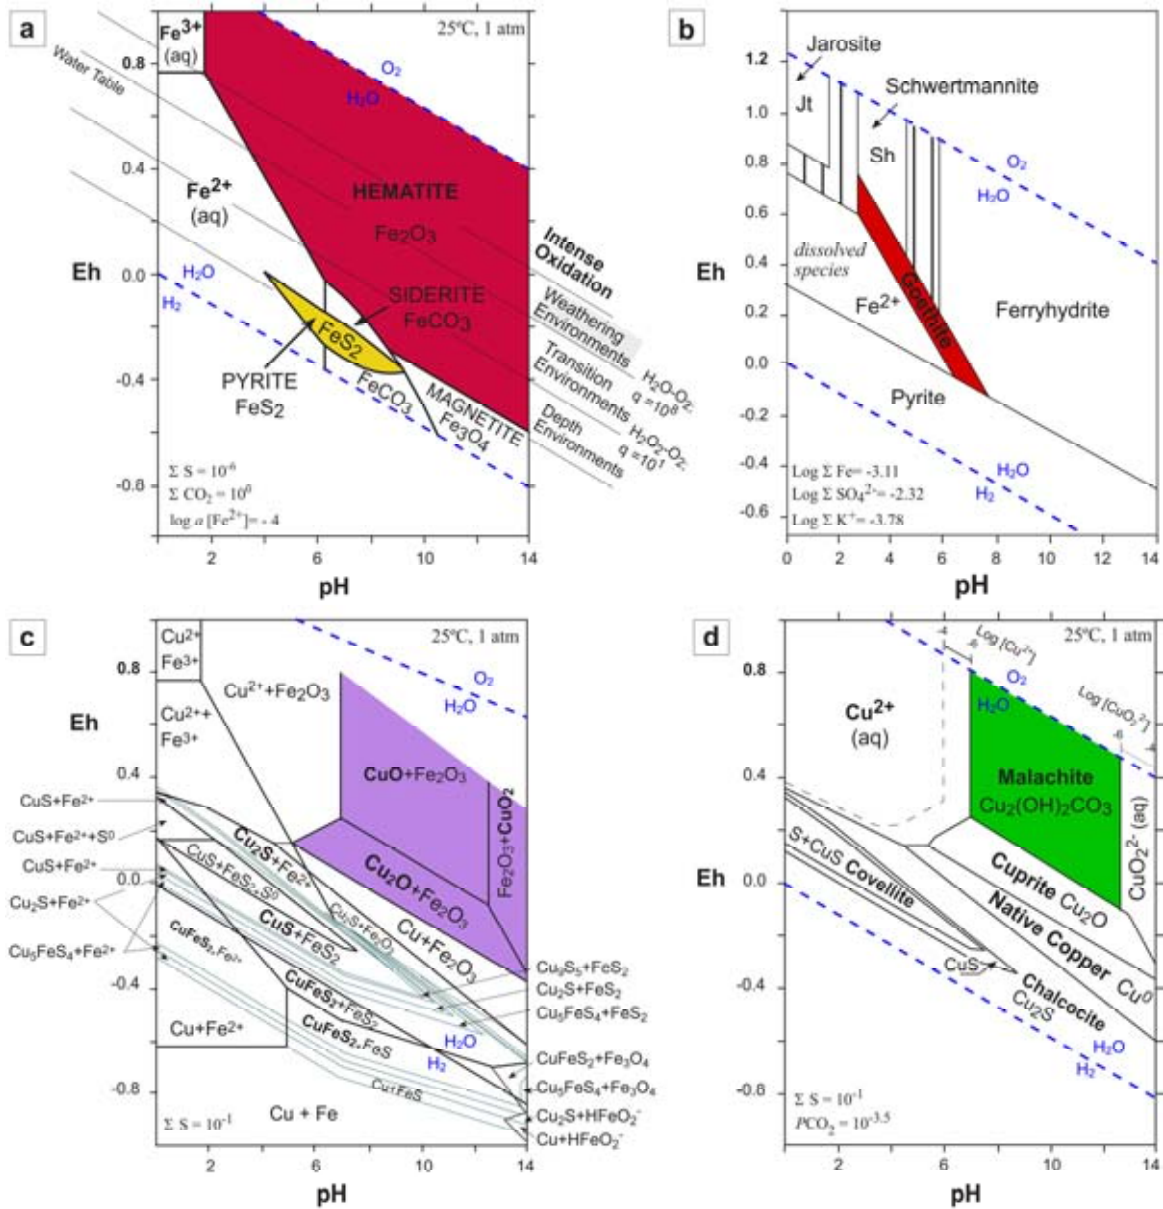 a
25ºC, 1 atm
Fe3+
(aq)
0.8
Water Table
O2
H2O
0.4
Fe2+
(aq)
HEMATITE
Fe2O3
Intense
Oxidation
Eh
0.0
H2O
H2
SIDERITE
FeCO3
Weathering
Environments
FeS2
H2O-O2;
q =10^8
Transition
Environments
-0.4
PYRITE
FeS2
FeCO3
MAGNETITE
Fe3O4
H2O2-O2;
q =10^1
Depth
Environments
-0.8
Σ S = 10^-6
Σ CO2 = 10^0
log a [Fe2+]= - 4
2 6 10 14
pH
b
1.2
Jarosite
1.0
Jt
Schwertmannite
0.8
Sh
O2
H2O
0.6
0.4
dissolved
species
Eh
0.2
Fe2+
Goethite
Ferryhydrite
0.0
Pyrite
-0.2
-0.4
H2O
H2
-0.6
Log Σ Fe= -3.11
Log Σ SO4^2-= -2.32
Log Σ K+= -3.78
0 2 4 6 8 10 12 14
pH
c
25ºC, 1 atm
Cu2+
Fe3+
0.8
Cu2++Fe2O3
O2
H2O
Eh
Cu2++
Fe3+
CuO+Fe2O3
0.4
CuS+Fe2+
CuS+Fe2++S0
Cu2S+Fe2+
Fe2O3+CuO2
CuS+Fe2+
CuS+FeS2+S0
0.0
Cu2O+Fe2O3
Cu2S+Fe2+
Cu2S+Fe2O3
CuS+FeS2
Cu+Fe2O3
Cu5FeS4+Fe2+
CuFeS2+Fe2+
Cu9S5+FeS2
-0.4
Cu2S+FeS2
CuFeS2+FeS2
Cu5FeS4+FeS2
Cu+Fe2+
CuFeS2+FeS
H2O
H2
CuFeS2+Fe3O4
-0.8
Cu+FeS
Cu5FeS4+Fe3O4
Cu + Fe
Cu2S+HFeO2-
Σ S = 10^-1
Cu+HFeO2-
2 6 10 14
pH
d
-4
-6
Log [Cu2+]
25ºC, 1 atm
0.8
O2
H2O
Log [CuO2^2-]
-6
-4
Cu2+
(aq)
Malachite
Cu2(OH)2CO3
0.4
CuO2^2- (aq)
S+CuS Covellite
Cuprite Cu2O
Eh
0.0
Native Copper Cu0
CuS
-0.4
Chalcocite
Cu2S
H2O
H2
-0.8
Σ S = 10^-1
PCO2 = 10^-3.5
2 6 10 14
pH